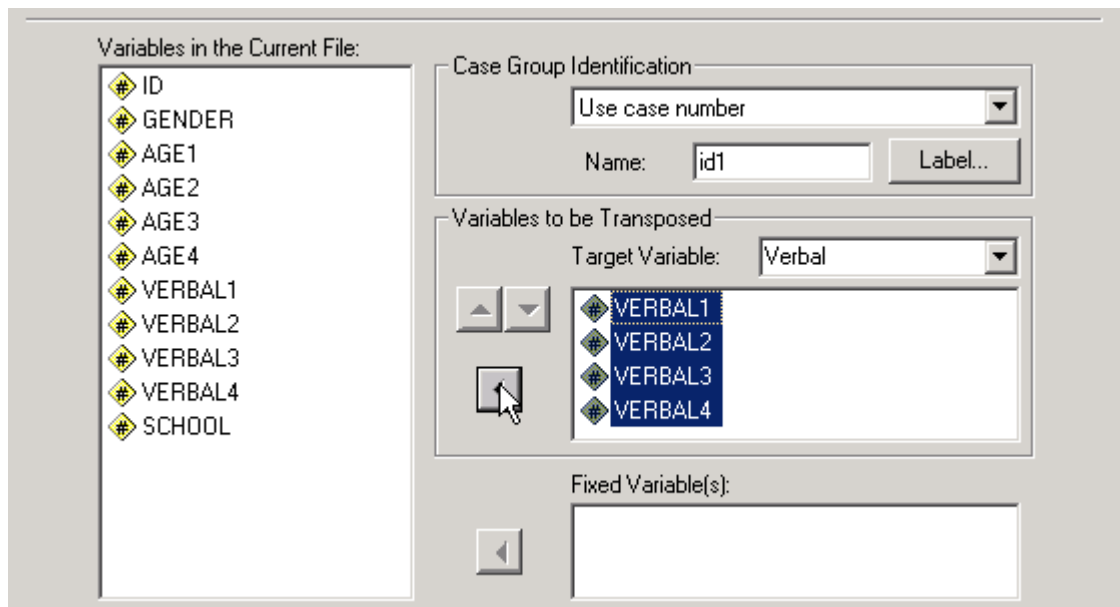 Variables in the Current File:
ID
GENDER
AGE1
AGE2
AGE3
AGE4
VERBAL1
VERBAL2
VERBAL3
VERBAL4
SCHOOL
Case Group Identification
Use case number
Name: id1 Label...
Variables to be Transposed
Target Variable: Verbal
VERBAL1
VERBAL2
VERBAL3
VERBAL4
Fixed Variable(s):